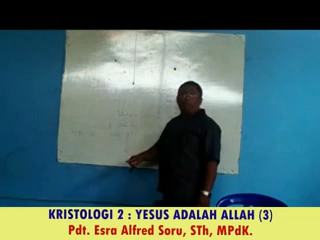 KRISTOLOGI 2 : YESUS ADALAH ALLAH (3)
Pdt. Esra Alfred Soru, STh, MPdK.